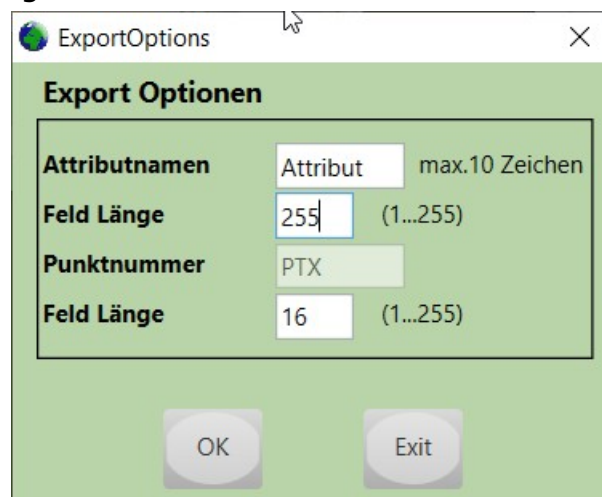 ExportOptions
Export Optionen
Attributnamen Attribut max.10 Zeichen
Feld Länge 255 (1...255)
Punktnummer PTX
Feld Länge 16 (1...255)
OK Exit